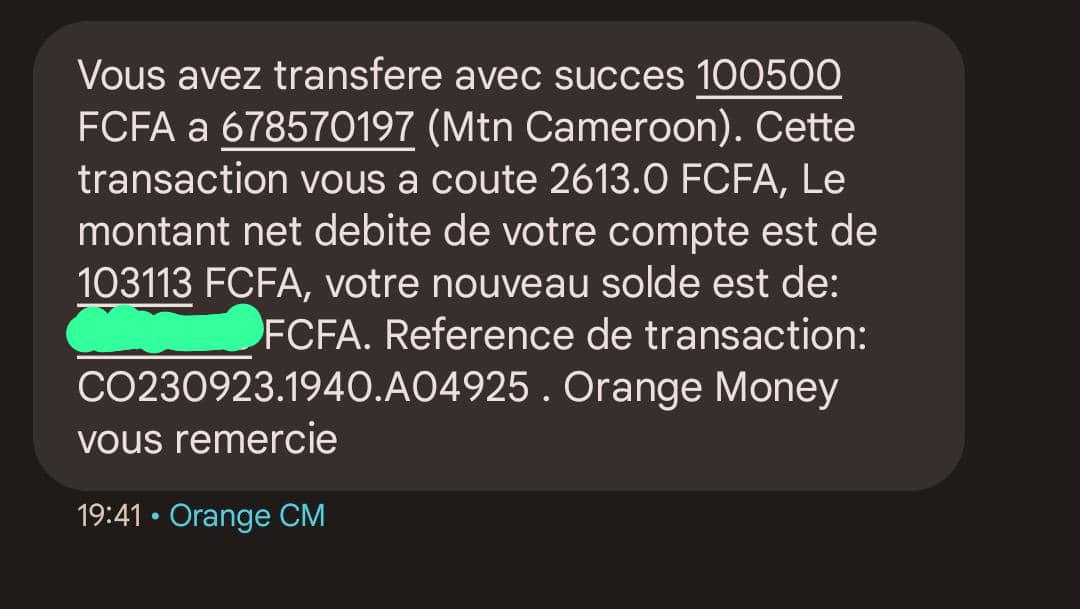 Vous avez transfere avec succes 100500
FCFA a 678570197 (Mtn Cameroon). Cette
transaction vous a coute 2613.0 FCFA, Le
montant net debite de votre compte est de
103113 FCFA, votre nouveau solde est de:
FCFA. Reference de transaction:
CO230923.1940.A04925 . Orange Money
vous remercie
19:41 • Orange CM